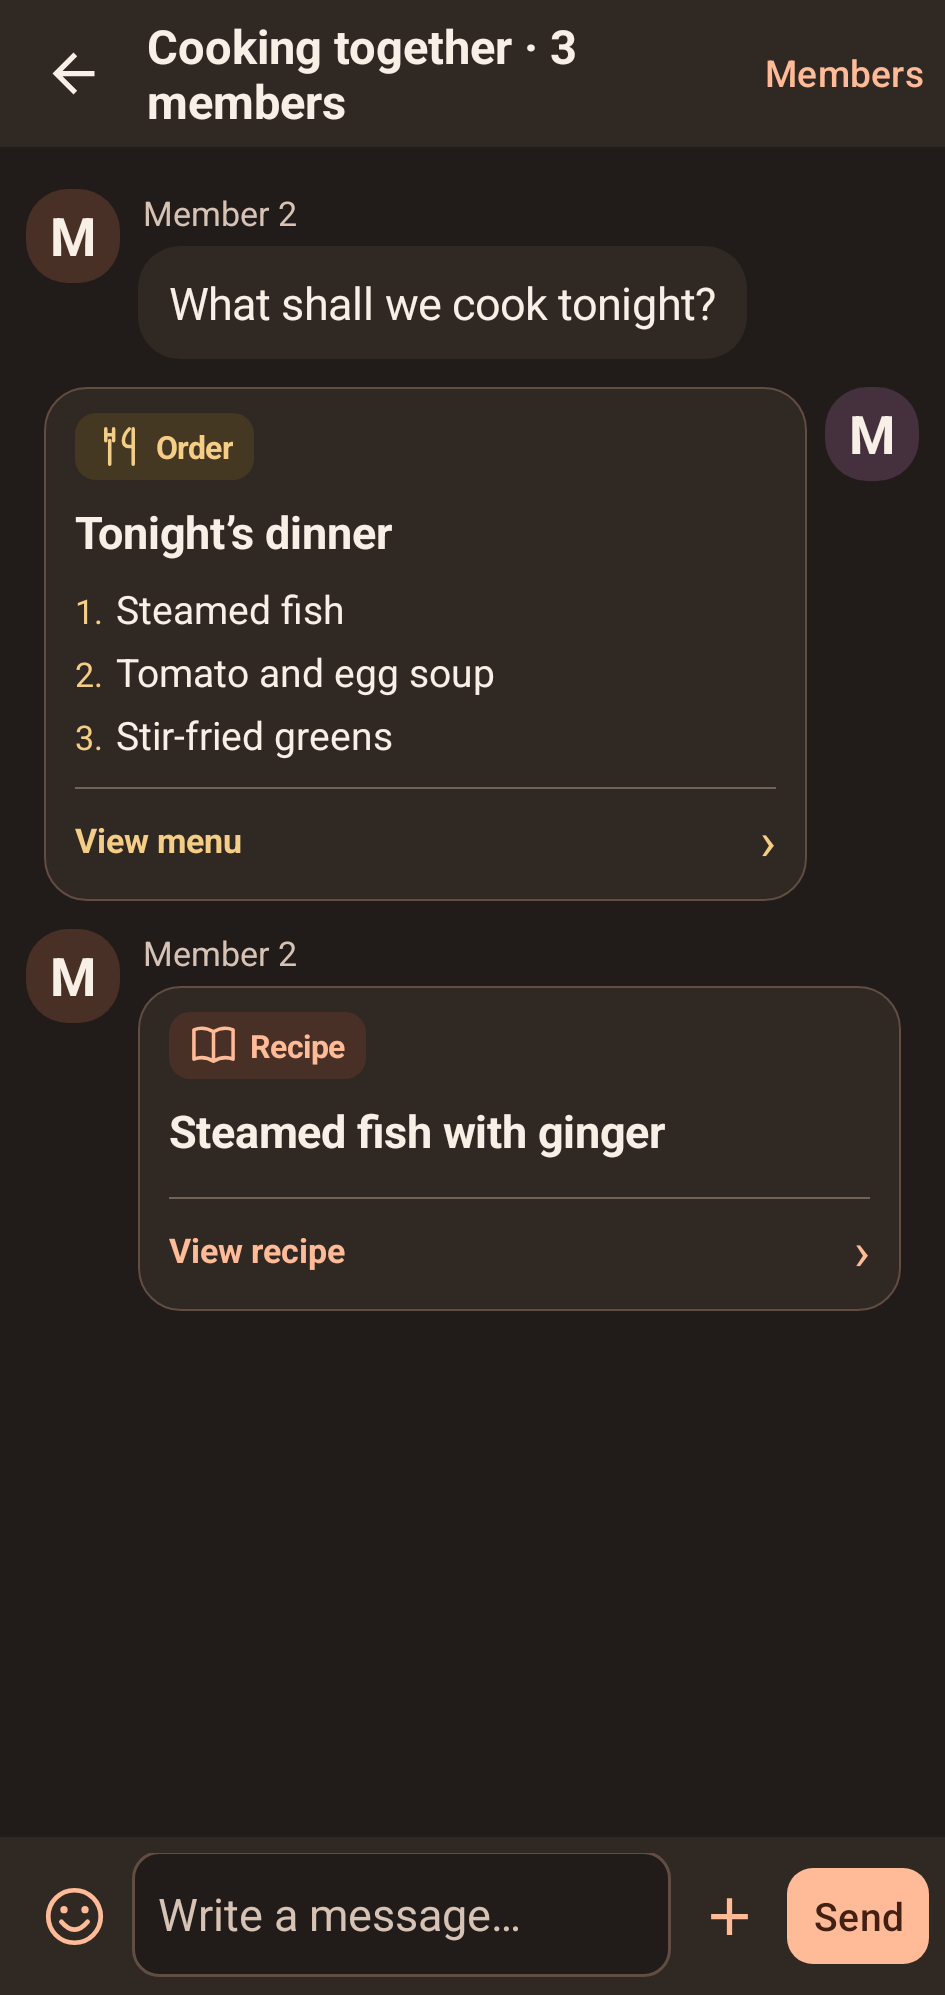 Cooking together · 3
members
Members
M
Member 2
What shall we cook tonight?
M
Order
Tonight’s dinner
1. Steamed fish
2. Tomato and egg soup
3. Stir-fried greens
View menu ›
M
Member 2
Recipe
Steamed fish with ginger
View recipe ›
Write a message…
Send